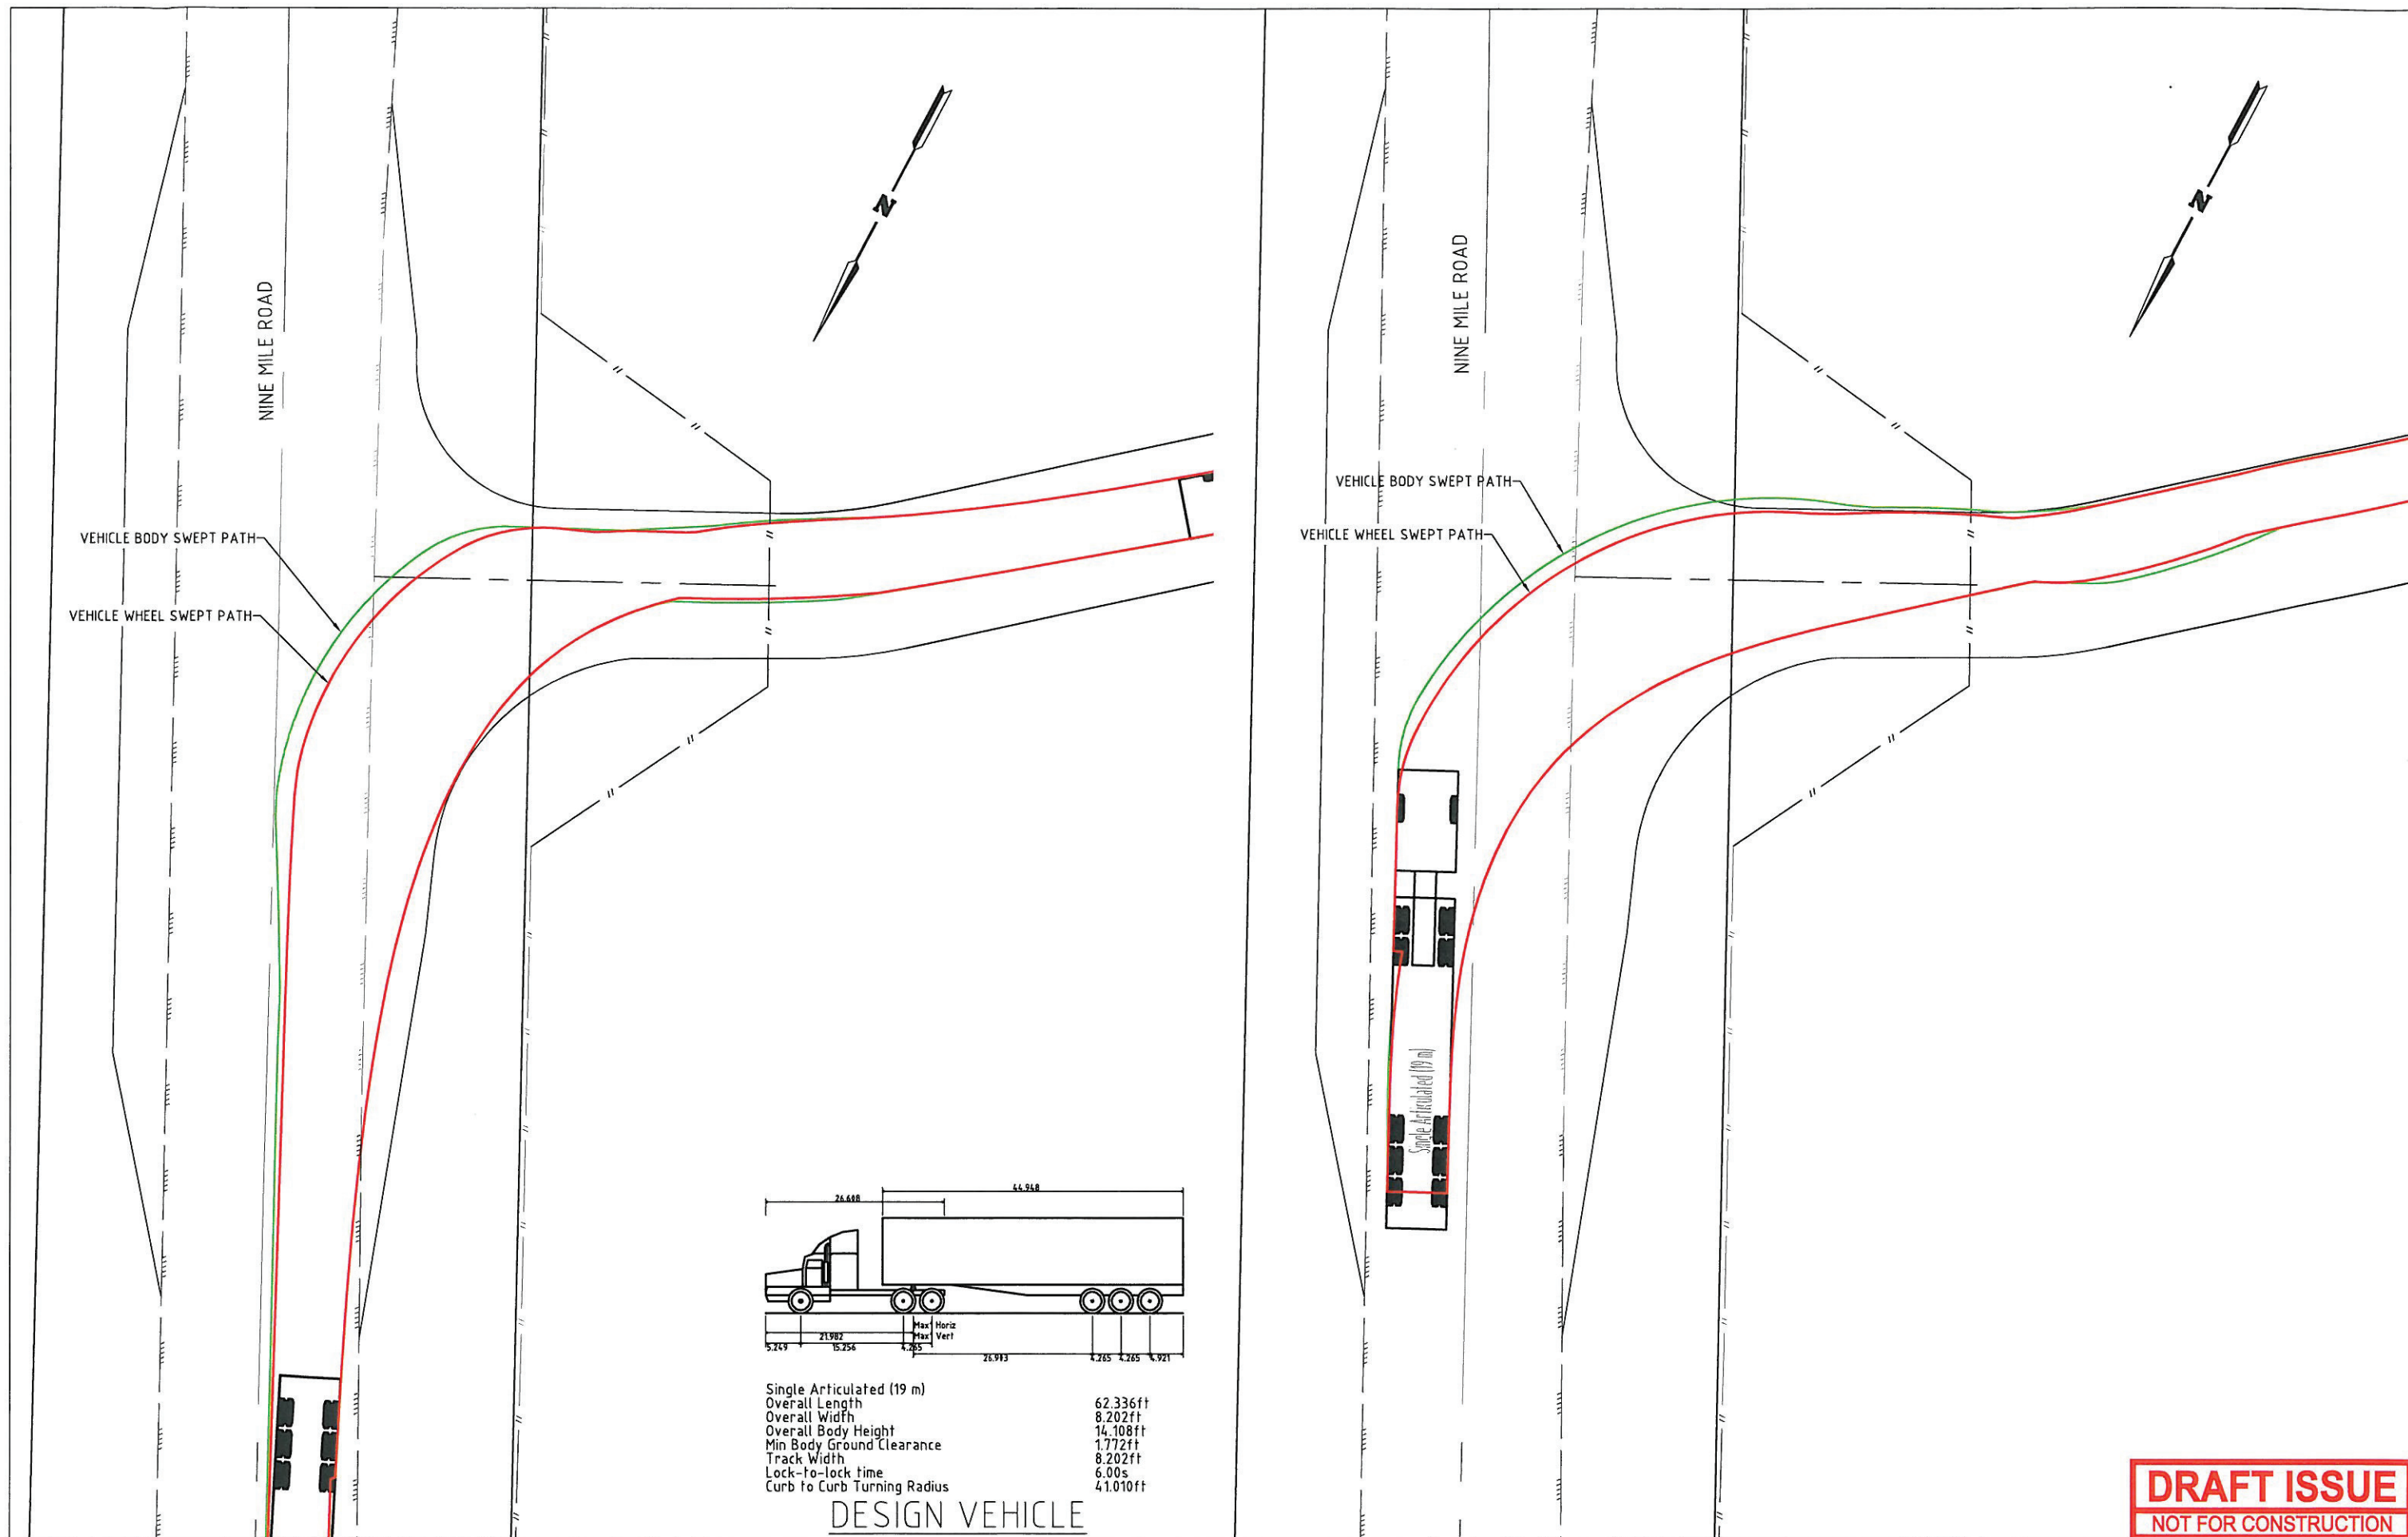 N
N
NINE MILE ROAD
NINE MILE ROAD
VEHICLE BODY SWEPT PATH
VEHICLE WHEEL SWEPT PATH
VEHICLE BODY SWEPT PATH
VEHICLE WHEEL SWEPT PATH
Single Articulated (19 m)
44.948
26.608
Max° Horiz
Max° Vert
21.982
5.249 15.256 4.265
26.903 4.265 4.265 4.921
Single Articulated (19 m)
Overall Length 62.336ft
Overall Width 8.202ft
Overall Body Height 14.108ft
Min Body Ground Clearance 1.772ft
Track Width 8.202ft
Lock-to-lock time 6.00s
Curb to Curb Turning Radius 41.010ft
DESIGN VEHICLE
DRAFT ISSUE
NOT FOR CONSTRUCTION